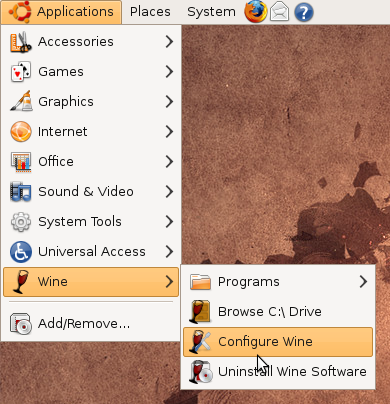 Applications Places System
Accessories
Games
Graphics
Internet
Office
Sound & Video
System Tools
Universal Access
Wine
Add/Remove...
Programs
Browse C:\ Drive
Configure Wine
Uninstall Wine Software